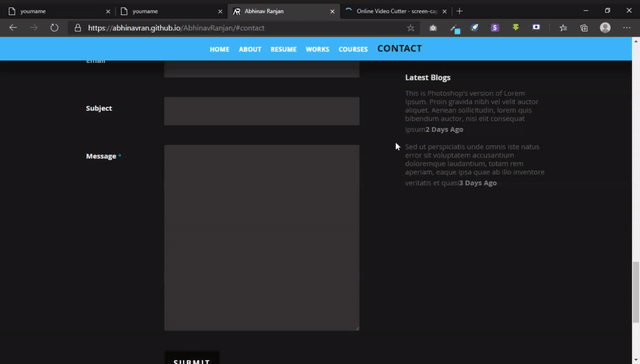 yourname
yourname
Abhinav Ranjan
Online Video Cutter - screen-ca
https://abhinavran.github.io/AbhinavRanjan/#contact
HOME ABOUT RESUME WORKS COURSES CONTACT
Email
Subject
Message *
SUBMIT
Latest Blogs
This is Photoshop's version of Lorem
Ipsum. Proin gravida nibh vel velit auctor
aliquet. Aenean sollicitudin, lorem quis
bibendum auctor, nisi elit consequat
ipsum2 Days Ago
Sed ut perspiciatis unde omnis iste natus
error sit voluptatem accusantium
doloremque laudantium, totam rem
aperiam, eaque ipsa quae ab illo inventore
veritatis et quasi3 Days Ago